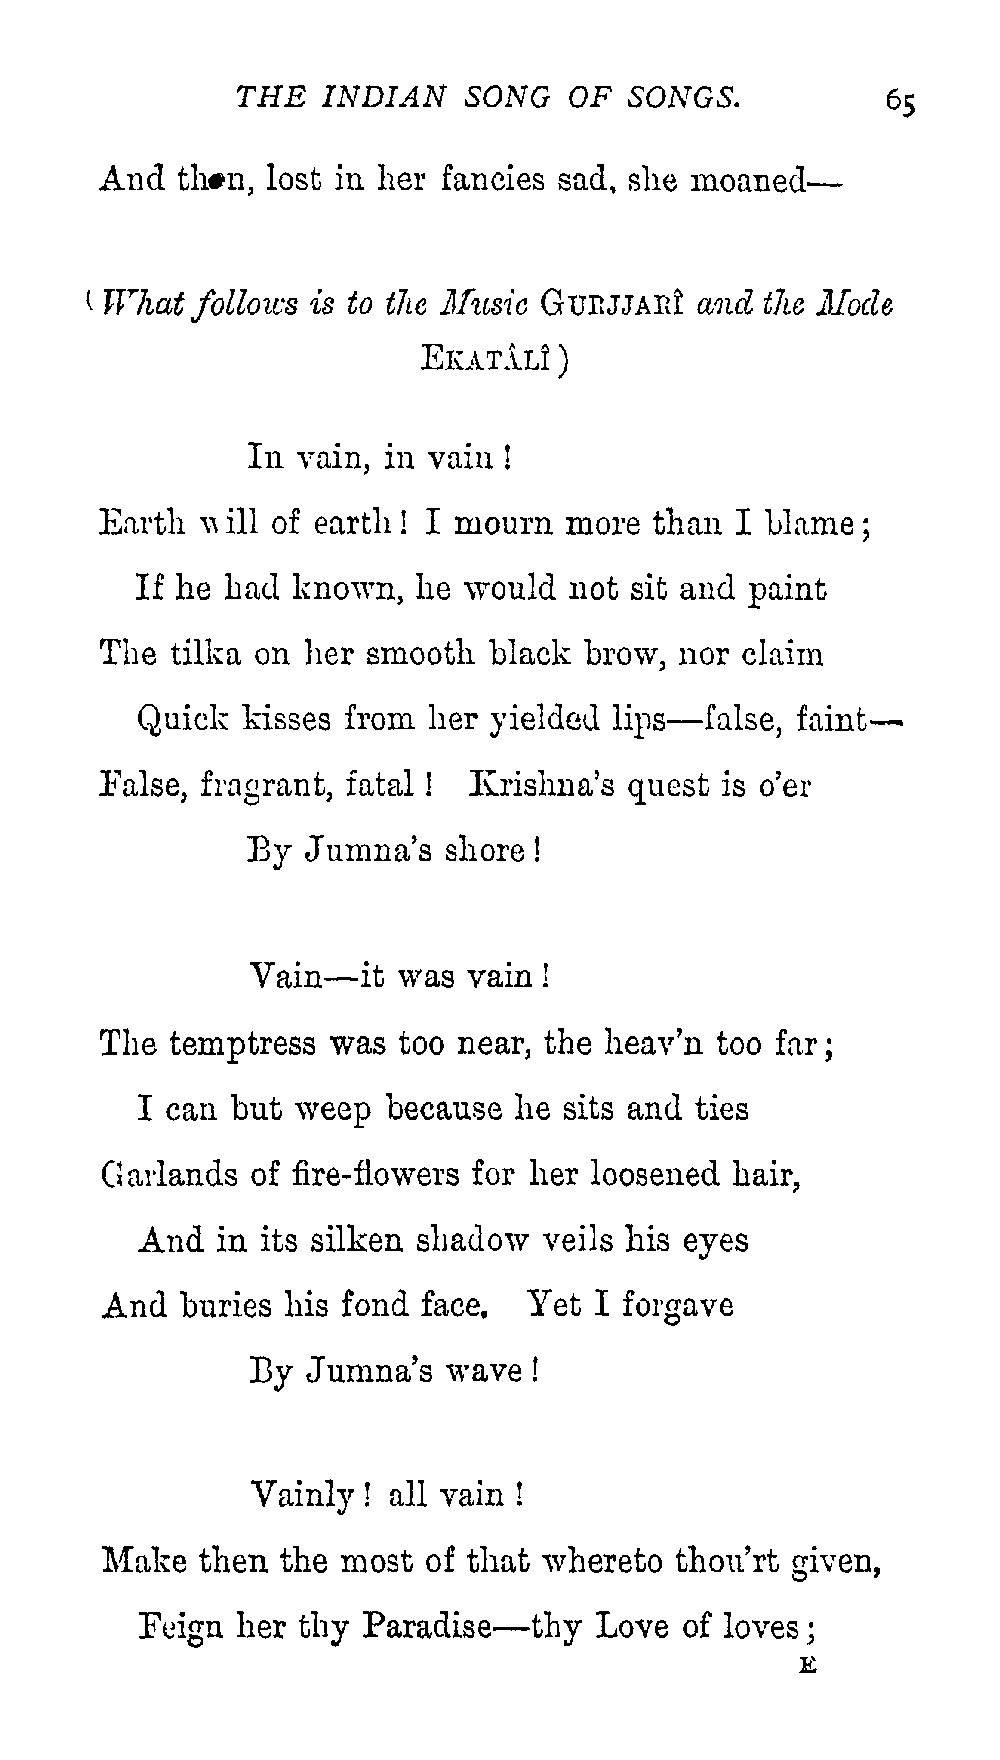 THE INDIAN SONG OF SONGS. 65
And then, lost in her fancies sad, she moaned—
(What follows is to the Music GURJJARÎ and the Mode
EKATÂLÎ)
In vain, in vain!
Earth will of earth! I mourn more than I blame;
If he had known, he would not sit and paint
The tilka on her smooth black brow, nor claim
Quick kisses from her yielded lips—false, faint—
False, fragrant, fatal! Krishna's quest is o'er
By Jumna's shore!
Vain—it was vain!
The temptress was too near, the heav'n too far;
I can but weep because he sits and ties
Garlands of fire-flowers for her loosened hair,
And in its silken shadow veils his eyes
And buries his fond face. Yet I forgave
By Jumna's wave!
Vainly! all vain!
Make then the most of that whereto thou'rt given,
Feign her thy Paradise—thy Love of loves;
E